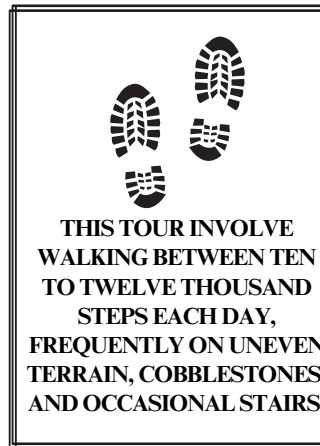 THIS TOUR INVOLVE
WALKING BETWEEN TEN
TO TWELVE THOUSAND
STEPS EACH DAY,
FREQUENTLY ON UNEVEN
TERRAIN, COBBLESTONES
AND OCCASIONAL STAIRS